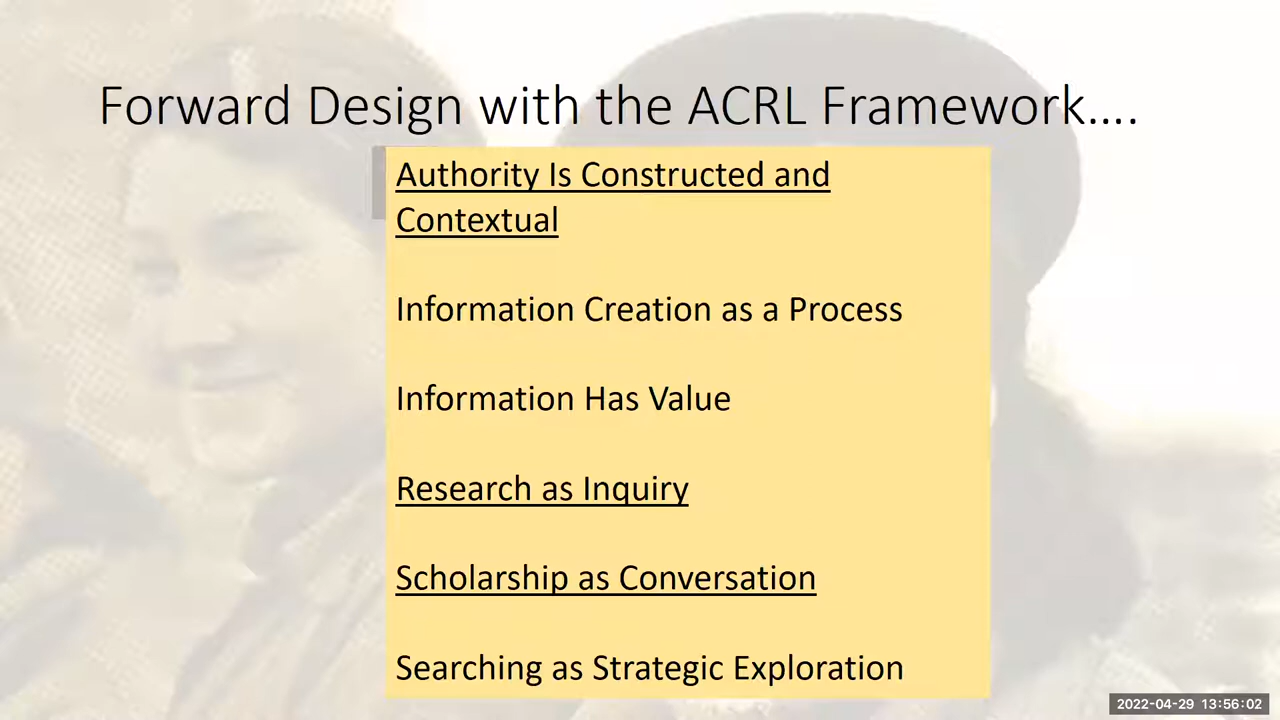 Forward Design with the ACRL Framework....
Authority Is Constructed and
Contextual
Information Creation as a Process
Information Has Value
Research as Inquiry
Scholarship as Conversation
Searching as Strategic Exploration
2022-04-29 13:56:02